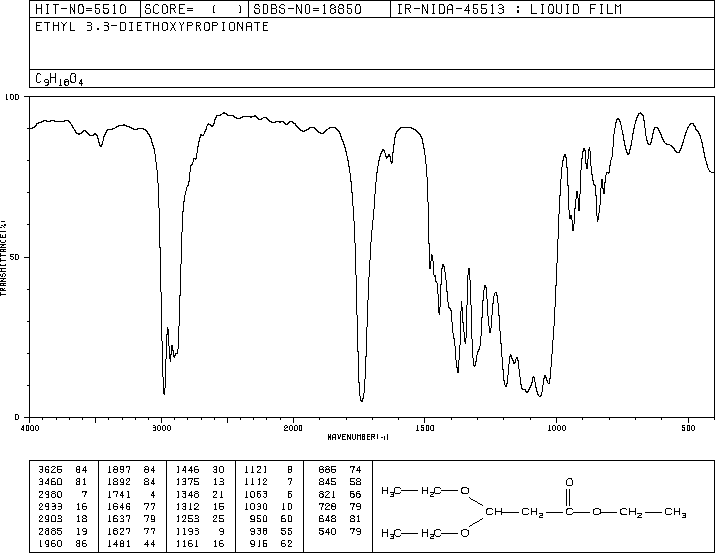 HIT-NO=5510 SCORE= ( ) SDBS-NO=18850 IR-NIDA-45513 : LIQUID FILM
ETHYL 3,3-DIETHOXYPROPIONATE
C9H18O4
100
50
0
TRANSMITTANCE(%)
4000 3000 2000 1500 1000 500
WAVENUMBER(-1)
3625 84 1897 84 1446 30 1121 8 885 74
3460 81 1892 84 1375 13 1112 7 845 58
2980 7 1741 4 1348 21 1063 6 821 66
2933 16 1646 77 1312 15 1030 10 728 79
2903 18 1637 79 1253 25 950 60 648 81
2885 19 1627 77 1193 9 938 55 540 79
1960 86 1481 44 1161 16 915 62
H3C H2C O O
CH CH2 C O CH2 CH3
H3C H2C O